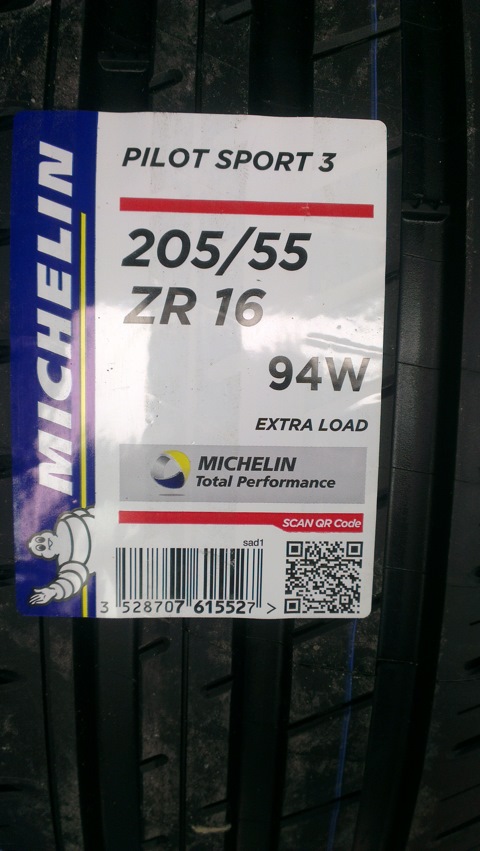 MICHELIN
PILOT SPORT 3
205/55
ZR 16
94W
EXTRA LOAD
MICHELIN
Total Performance
SCAN QR Code
sad1
3 528707 615527 >